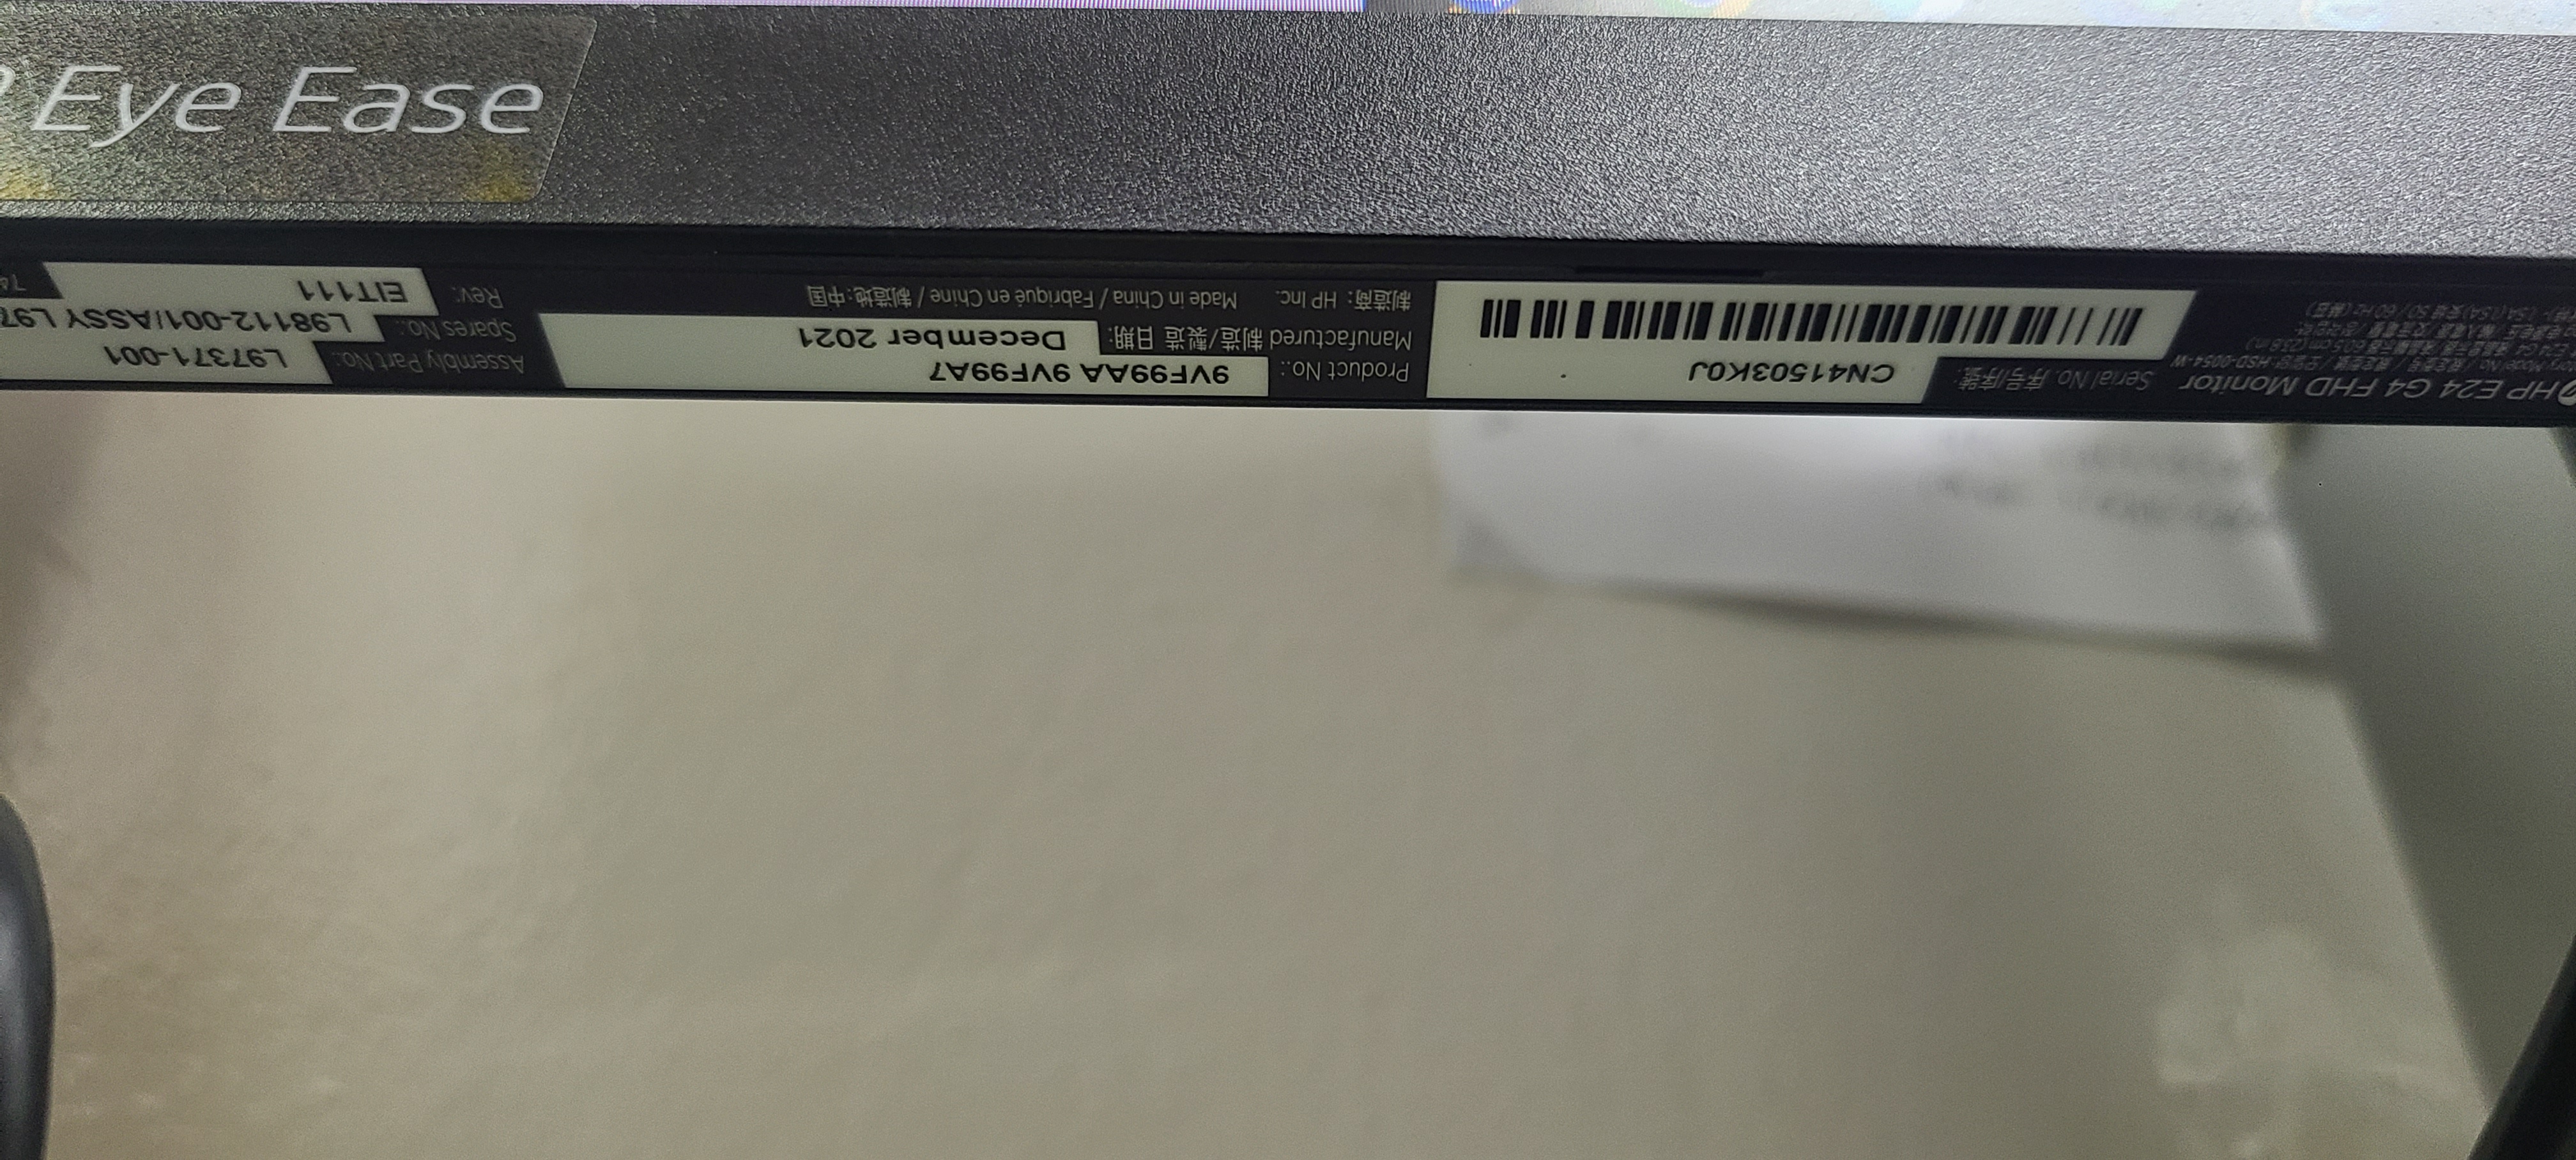 Eye Ease
HP E24 G4 FHD Monitor
Serial No. 序号/序號:
CN41503K0J
Product No.: 9VF99AA 9VF99A7
Manufactured 制造/製造 日期: December 2021
制造商: HP Inc. Made in China / Fabriqué en Chine / 制造地:中国
Assembly Part No.: L97371-001
Spares No.: L98112-001/ASSY L97
Rev: EIT111